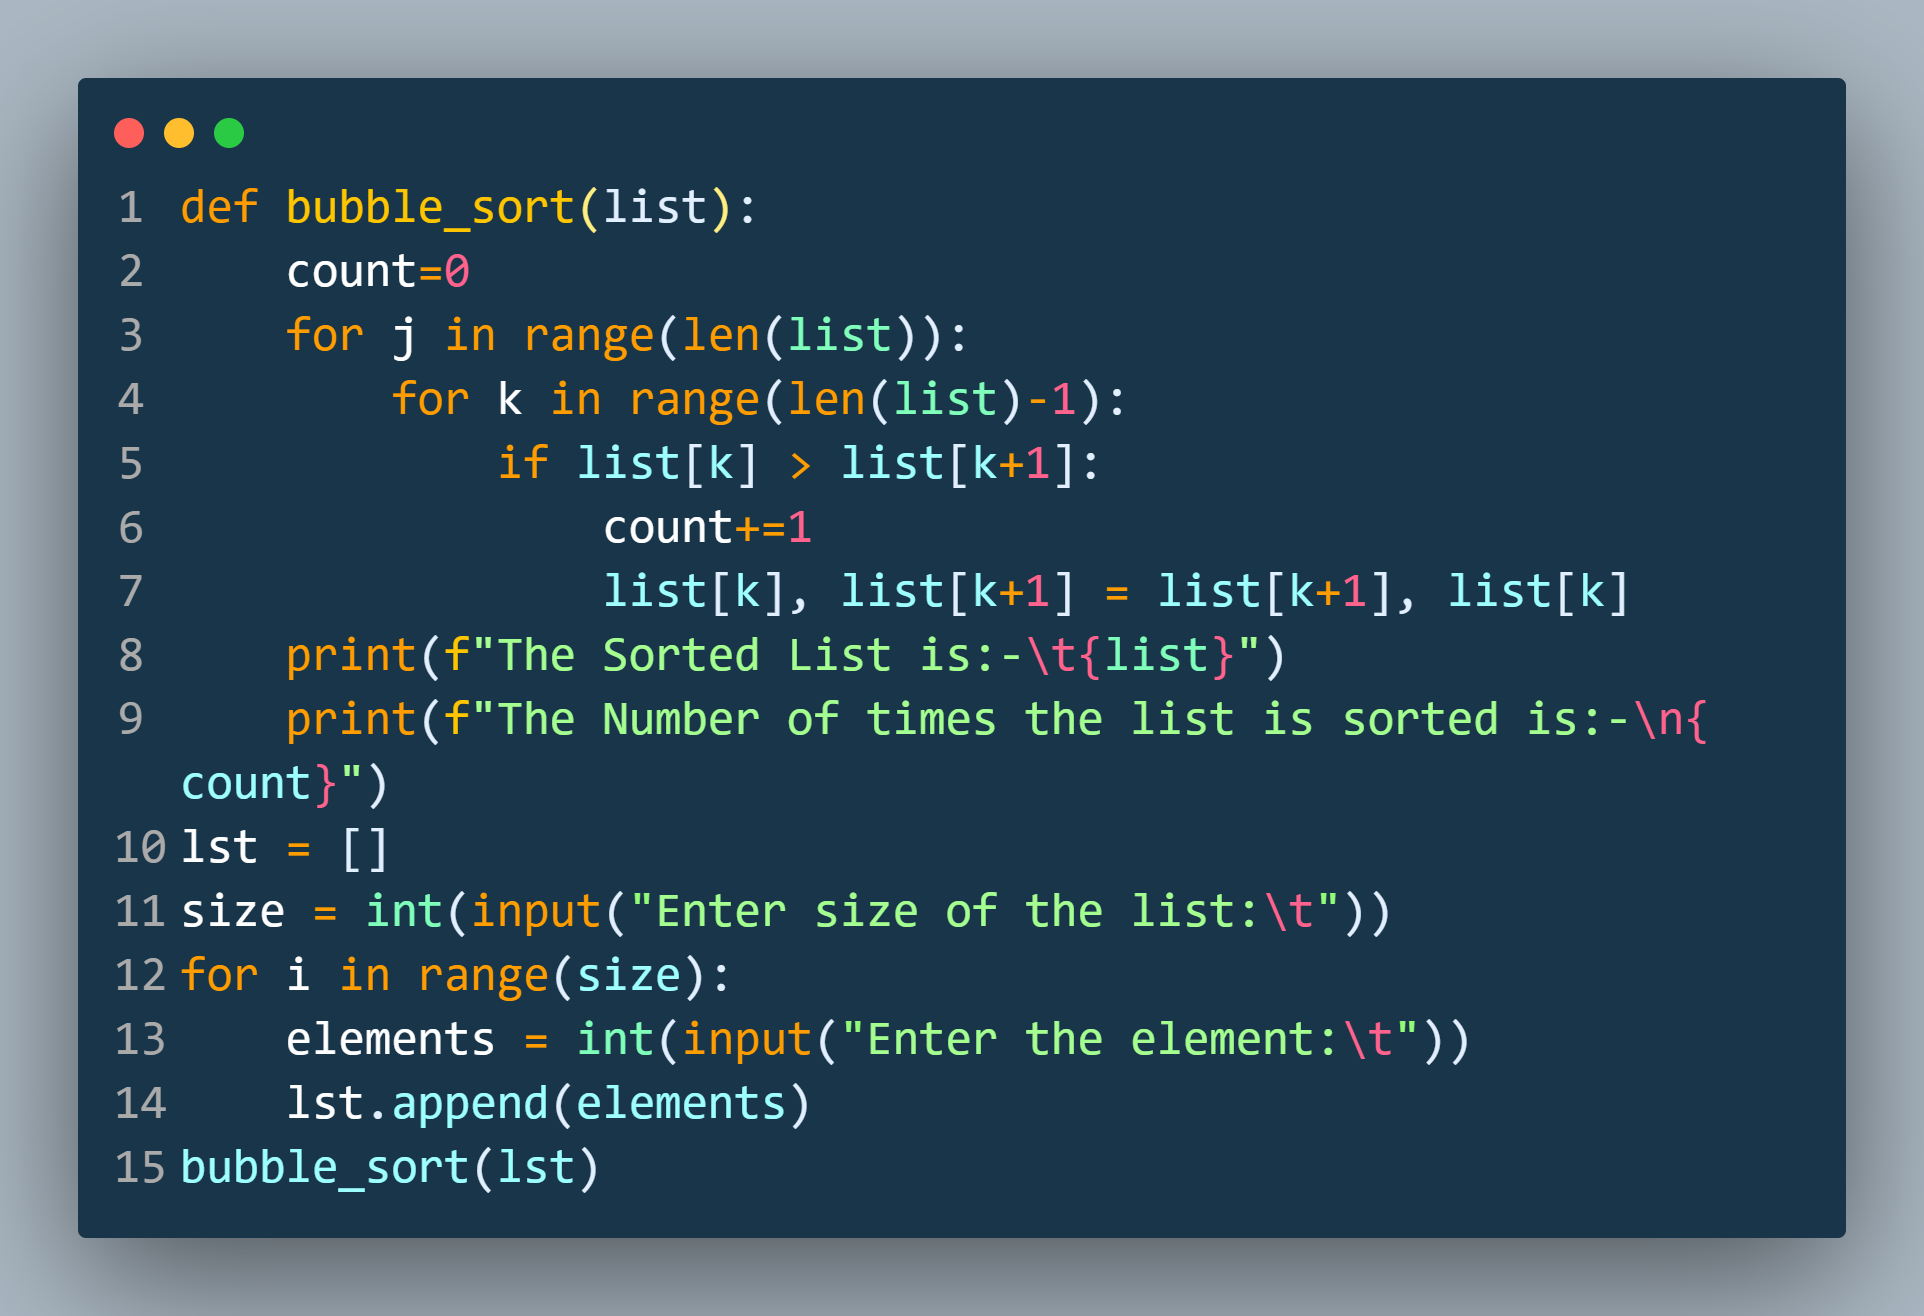 1 def bubble_sort(list):
2     count=0
3     for j in range(len(list)):
4         for k in range(len(list)-1):
5             if list[k] > list[k+1]:
6                 count+=1
7                 list[k], list[k+1] = list[k+1], list[k]
8     print(f"The Sorted List is:-\t{list}")
9     print(f"The Number of times the list is sorted is:-\n{
count}")
10 lst = []
11 size = int(input("Enter size of the list:\t"))
12 for i in range(size):
13     elements = int(input("Enter the element:\t"))
14     lst.append(elements)
15 bubble_sort(lst)